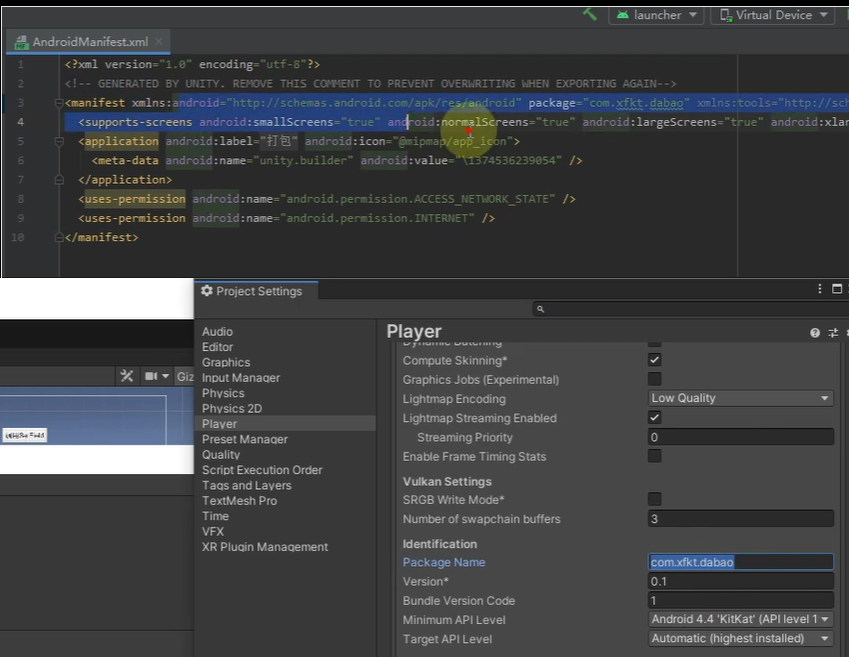 launcher
Virtual Device
AndroidManifest.xml
1 <?xml version="1.0" encoding="utf-8"?>
2 <!-- GENERATED BY UNITY. REMOVE THIS COMMENT TO PREVENT OVERWRITING WHEN EXPORTING AGAIN-->
3 <manifest xmlns:android="http://schemas.android.com/apk/res/android" package="com.xfkt.dabao" xmlns:tools="http://sch
4 <supports-screens android:smallScreens="true" android:normalScreens="true" android:largeScreens="true" android:xlar
5 <application android:label="打包" android:icon="@mipmap/app_icon">
6 <meta-data android:name="unity.builder" android:value="\1374536239054" />
7 </application>
8 <uses-permission android:name="android.permission.ACCESS_NETWORK_STATE" />
9 <uses-permission android:name="android.permission.INTERNET" />
10 </manifest>
Project Settings
Audio
Editor
Graphics
Input Manager
Physics
Physics 2D
Player
Preset Manager
Quality
Script Execution Order
Tags and Layers
TextMesh Pro
Time
VFX
XR Plugin Management
Giz
Player
Dynamic Batching
Compute Skinning*
Graphics Jobs (Experimental)
Lightmap Encoding Low Quality
Lightmap Streaming Enabled
Streaming Priority 0
Enable Frame Timing Stats
Vulkan Settings
SRGB Write Mode*
Number of swapchain buffers 3
Identification
Package Name com.xfkt.dabao
Version* 0.1
Bundle Version Code 1
Minimum API Level Android 4.4 'KitKat' (API level 1
Target API Level Automatic (highest installed)